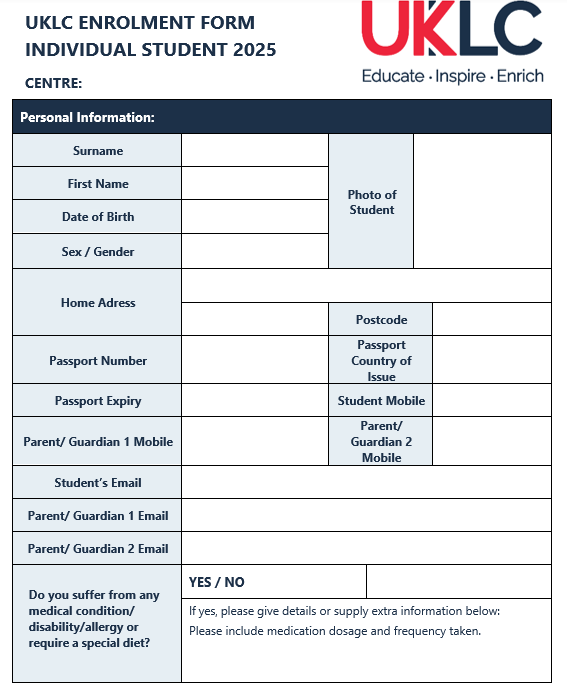 UKLC ENROLMENT FORM
INDIVIDUAL STUDENT 2025
UKLC
Educate · Inspire · Enrich
CENTRE:
Personal Information:
Surname
First Name
Date of Birth
Sex / Gender
Photo of
Student
Home Adress
Postcode
Passport Number
Passport
Country of
Issue
Passport Expiry
Student Mobile
Parent/ Guardian 1 Mobile
Parent/
Guardian 2
Mobile
Student’s Email
Parent/ Guardian 1 Email
Parent/ Guardian 2 Email
Do you suffer from any
medical condition/
disability/allergy or
require a special diet?
YES / NO
If yes, please give details or supply extra information below:
Please include medication dosage and frequency taken.